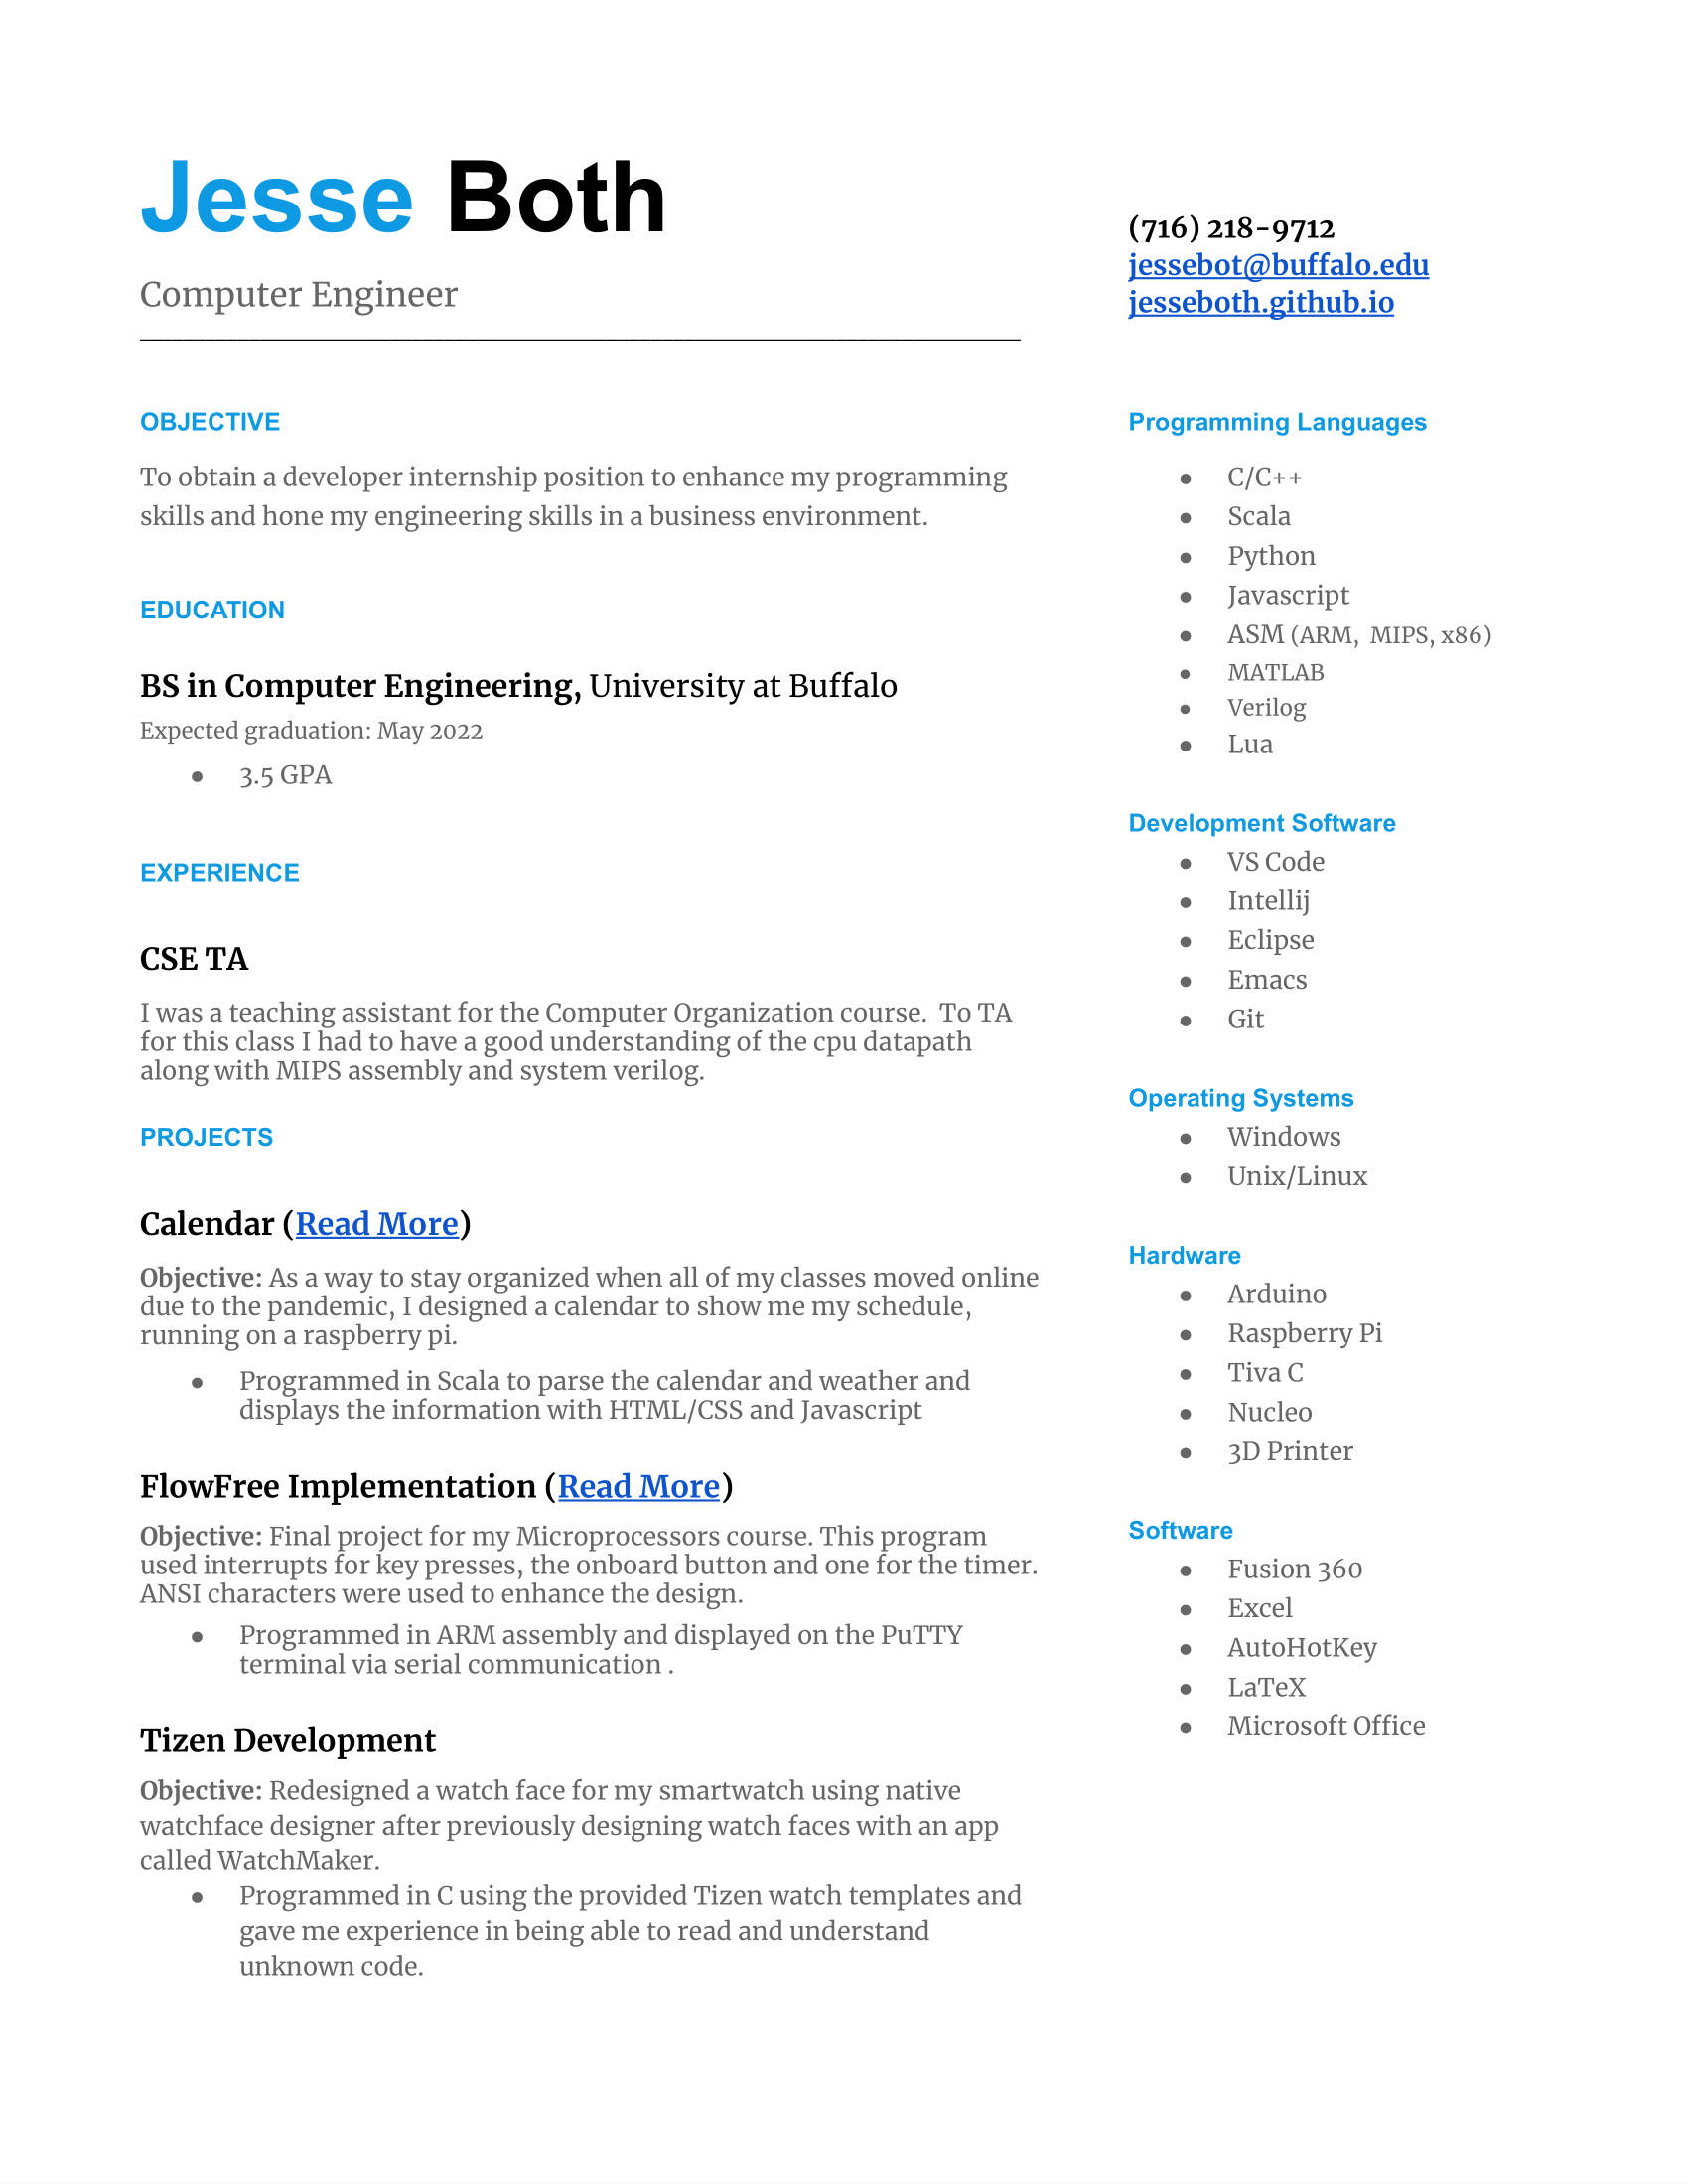 Jesse Both
Computer Engineer
(716) 218-9712
jessebot@buffalo.edu
jesseboth.github.io
OBJECTIVE
To obtain a developer internship position to enhance my programming
skills and hone my engineering skills in a business environment.
EDUCATION
BS in Computer Engineering, University at Buffalo
Expected graduation: May 2022
● 3.5 GPA
EXPERIENCE
CSE TA
I was a teaching assistant for the Computer Organization course.  To TA
for this class I had to have a good understanding of the cpu datapath
along with MIPS assembly and system verilog.
PROJECTS
Calendar (Read More)
Objective: As a way to stay organized when all of my classes moved online
due to the pandemic, I designed a calendar to show me my schedule,
running on a raspberry pi.
● Programmed in Scala to parse the calendar and weather and
displays the information with HTML/CSS and Javascript
FlowFree Implementation (Read More)
Objective: Final project for my Microprocessors course. This program
used interrupts for key presses, the onboard button and one for the timer.
ANSI characters were used to enhance the design.
● Programmed in ARM assembly and displayed on the PuTTY
terminal via serial communication .
Tizen Development
Objective: Redesigned a watch face for my smartwatch using native
watchface designer after previously designing watch faces with an app
called WatchMaker.
● Programmed in C using the provided Tizen watch templates and
gave me experience in being able to read and understand
unknown code.
Programming Languages
● C/C++
● Scala
● Python
● Javascript
● ASM (ARM,  MIPS, x86)
● MATLAB
● Verilog
● Lua
Development Software
● VS Code
● Intellij
● Eclipse
● Emacs
● Git
Operating Systems
● Windows
● Unix/Linux
Hardware
● Arduino
● Raspberry Pi
● Tiva C
● Nucleo
● 3D Printer
Software
● Fusion 360
● Excel
● AutoHotKey
● LaTeX
● Microsoft Office